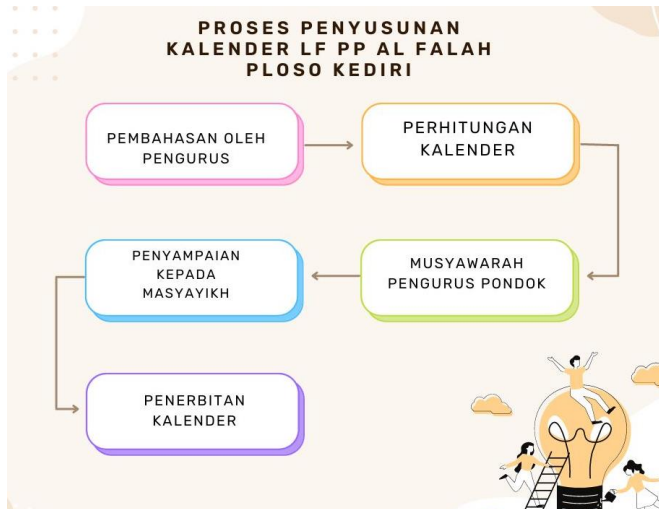 PROSES PENYUSUNAN
KALENDER LF PP AL FALAH
PLOSO KEDIRI
PEMBAHASAN OLEH
PENGURUS
PERHITUNGAN
KALENDER
MUSYAWARAH
PENGURUS PONDOK
PENYAMPAIAN
KEPADA
MASYAYIKH
PENERBITAN
KALENDER